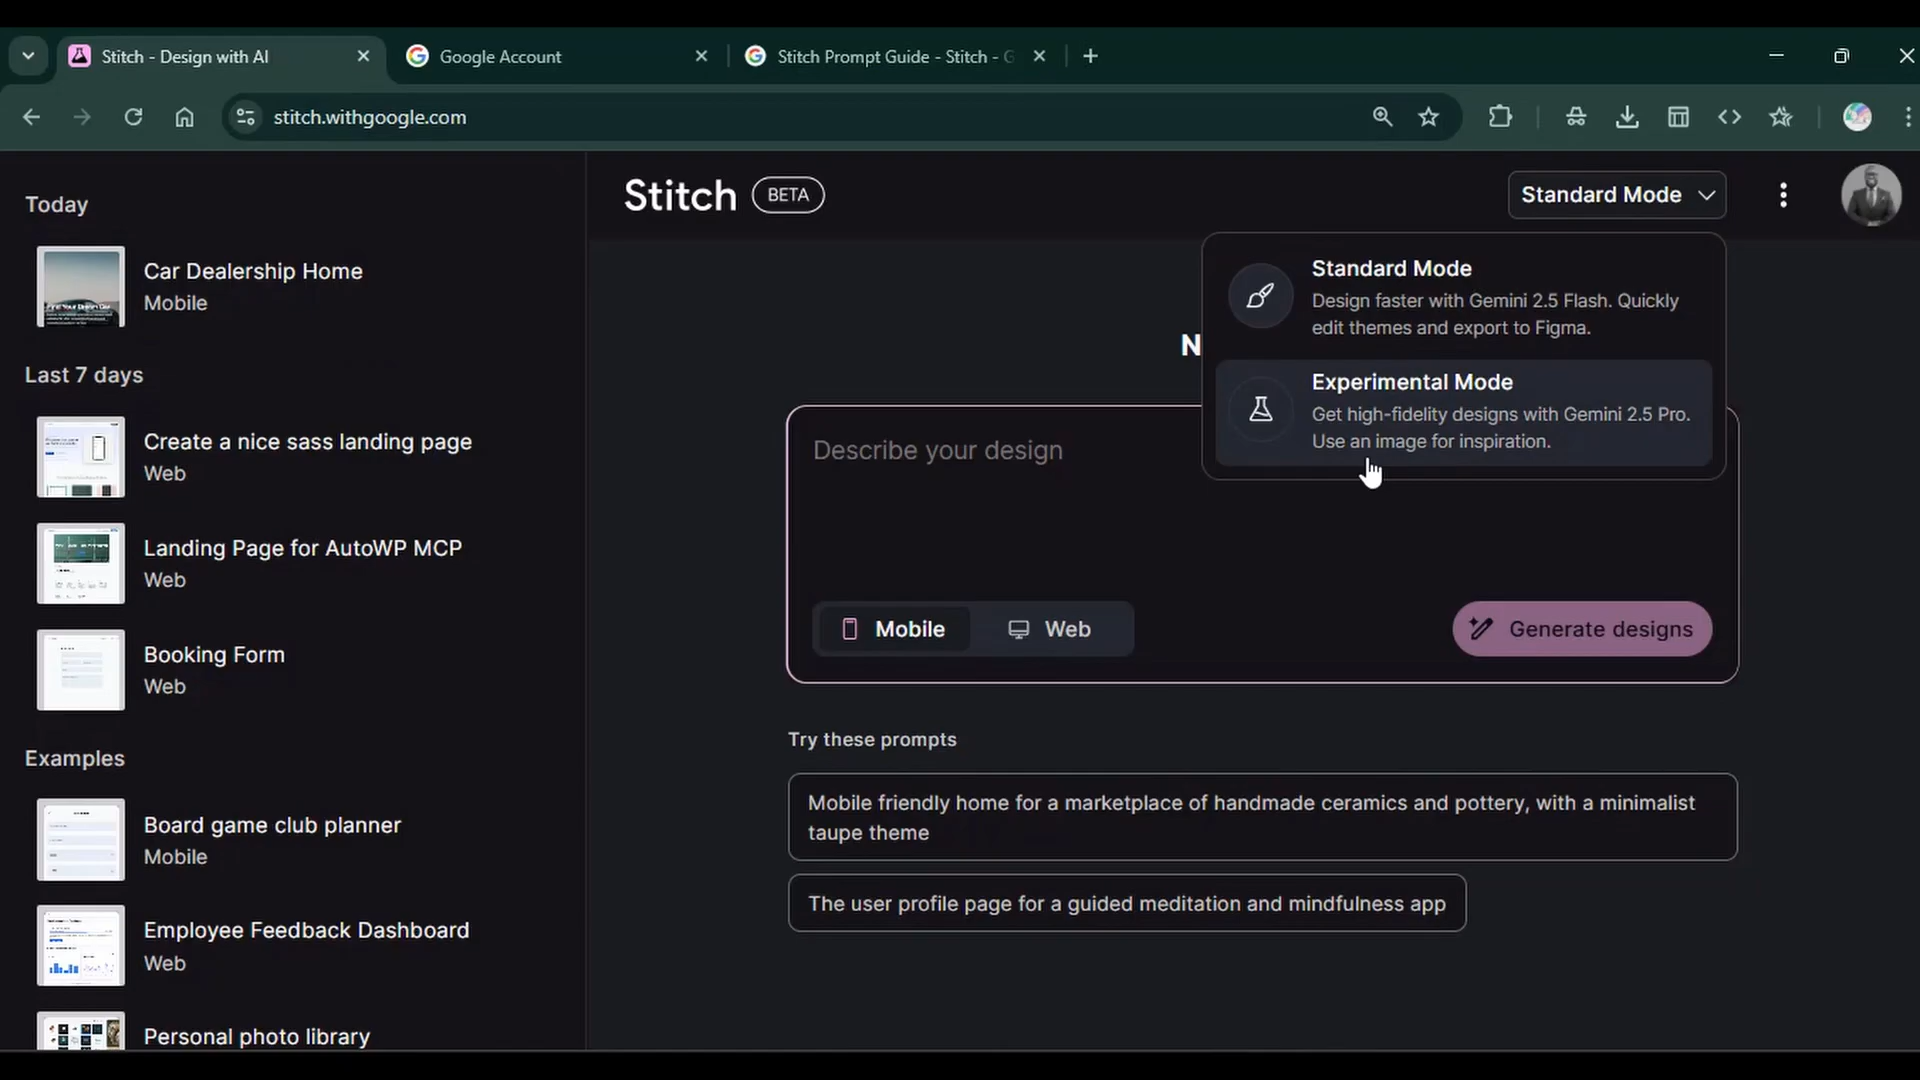 Stitch - Design with AI
Google Account
Stitch Prompt Guide - Stitch - G
stitch.withgoogle.com
Today
Car Dealership Home
Mobile
Last 7 days
Create a nice sass landing page
Web
Landing Page for AutoWP MCP
Web
Booking Form
Web
Examples
Board game club planner
Mobile
Employee Feedback Dashboard
Web
Personal photo library
Stitch
BETA
Standard Mode
Standard Mode
Design faster with Gemini 2.5 Flash. Quickly
edit themes and export to Figma.
Experimental Mode
Get high-fidelity designs with Gemini 2.5 Pro.
Use an image for inspiration.
N
Describe your design
Mobile
Web
Generate designs
Try these prompts
Mobile friendly home for a marketplace of handmade ceramics and pottery, with a minimalist
taupe theme
The user profile page for a guided meditation and mindfulness app